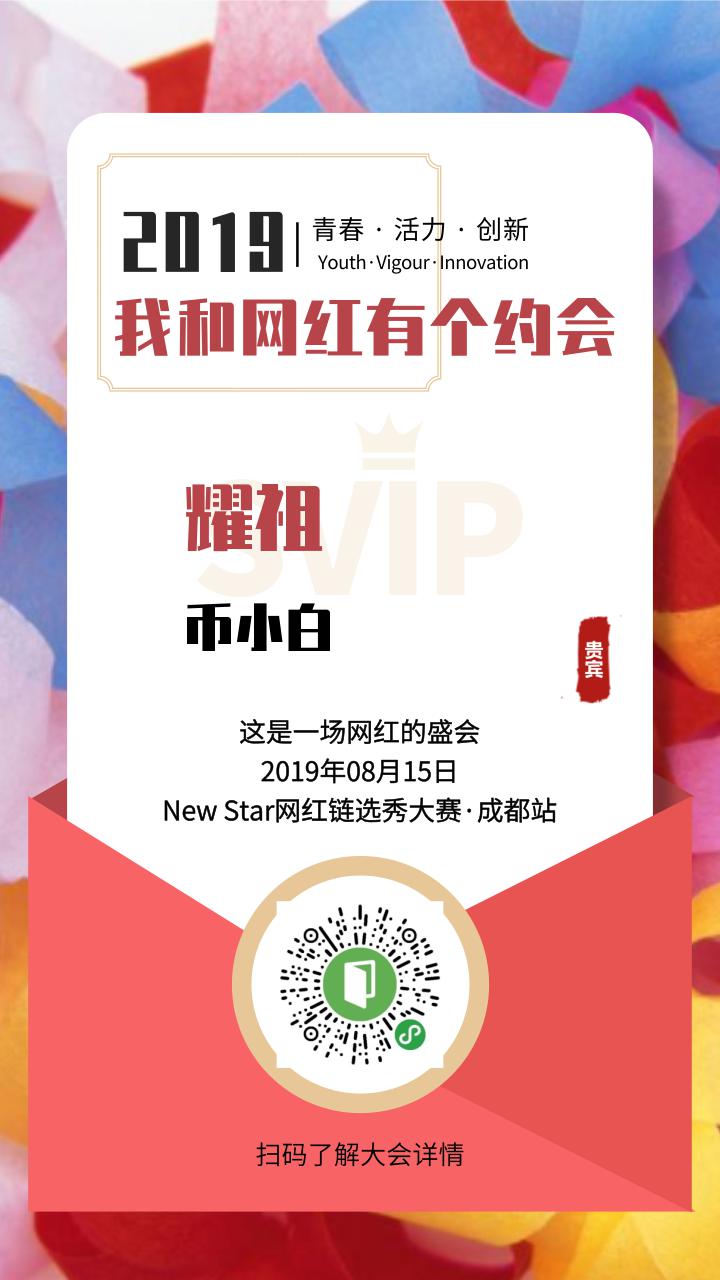 2019
青春 · 活力 · 创新
Youth·Vigour·Innovation
我和网红有个约会
SVIP
耀祖
币小白
贵宾
这是一场网红的盛会
2019年08月15日
New Star网红链选秀大赛·成都站
扫码了解大会详情